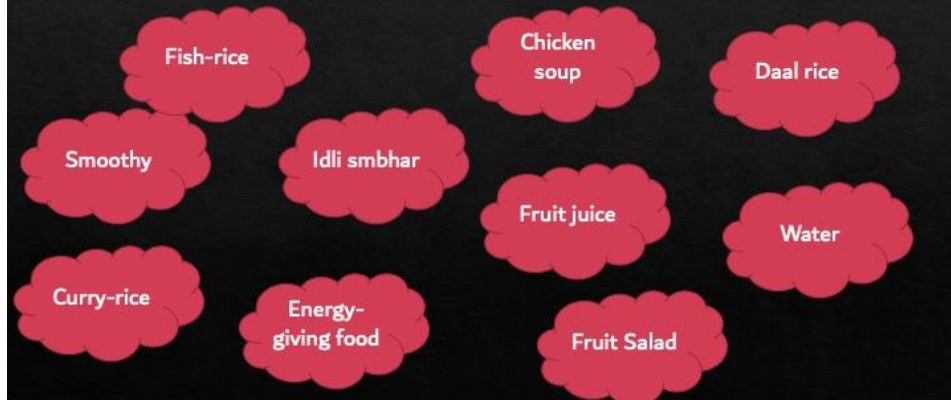 Fish-rice
Chicken
soup
Daal rice
Smoothy
Idli smbhar
Fruit juice
Water
Curry-rice
Energy-
giving food
Fruit Salad